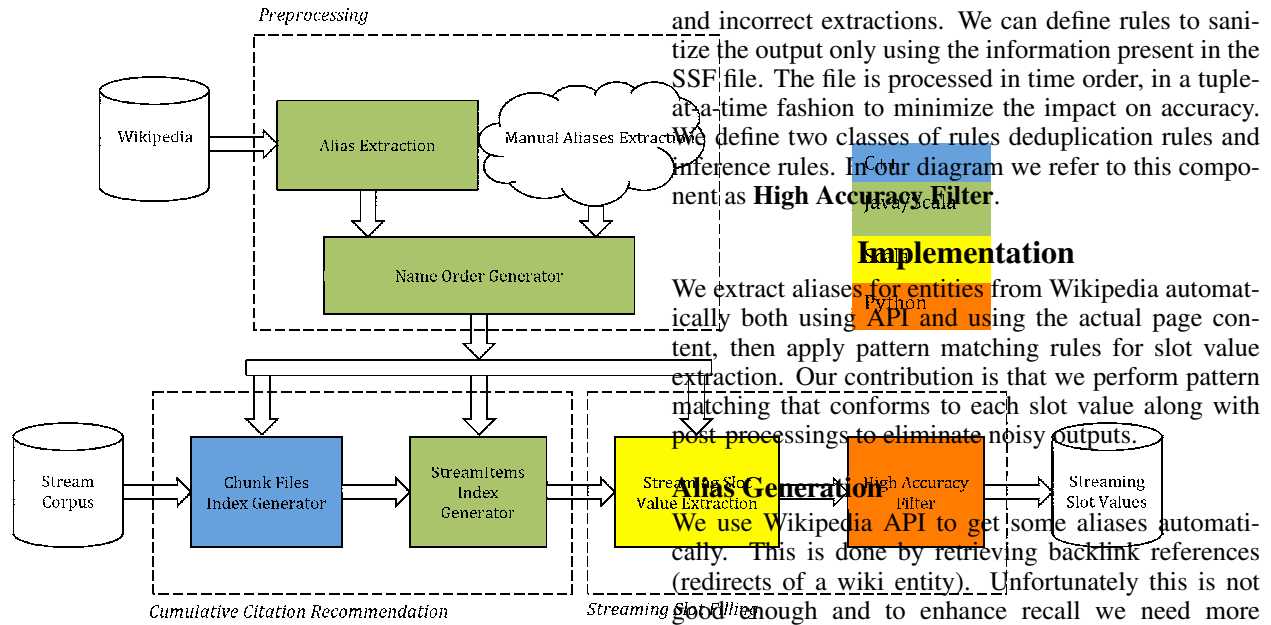 Preprocessing
Wikipedia
Alias Extraction
Manual Aliases Extraction
Name Order Generator
C++
Java/Scala
Scala
Python
Stream
Corpus
Chunk Files
Index Generator
StreamItems
Index
Generator
Streaming Slot
Value Extraction
High Accuracy
Filter
Streaming
Slot Values
Cumulative Citation Recommendation
Streaming Slot Filling
and incorrect extractions. We can define rules to sani-
tize the output only using the information present in the
SSF file. The file is processed in time order, in a tuple-
at-a-time fashion to minimize the impact on accuracy.
We define two classes of rules deduplication rules and
inference rules. In our diagram we refer to this compo-
nent as High Accuracy Filter.
Implementation
We extract aliases for entities from Wikipedia automat-
ically both using API and using the actual page con-
tent, then apply pattern matching rules for slot value
extraction. Our contribution is that we perform pattern
matching that conforms to each slot value along with
post processings to eliminate noisy outputs.
Alias Generation
We use Wikipedia API to get some aliases automati-
cally. This is done by retrieving backlink references
(redirects of a wiki entity). Unfortunately this is not
good enough and to enhance recall we need more